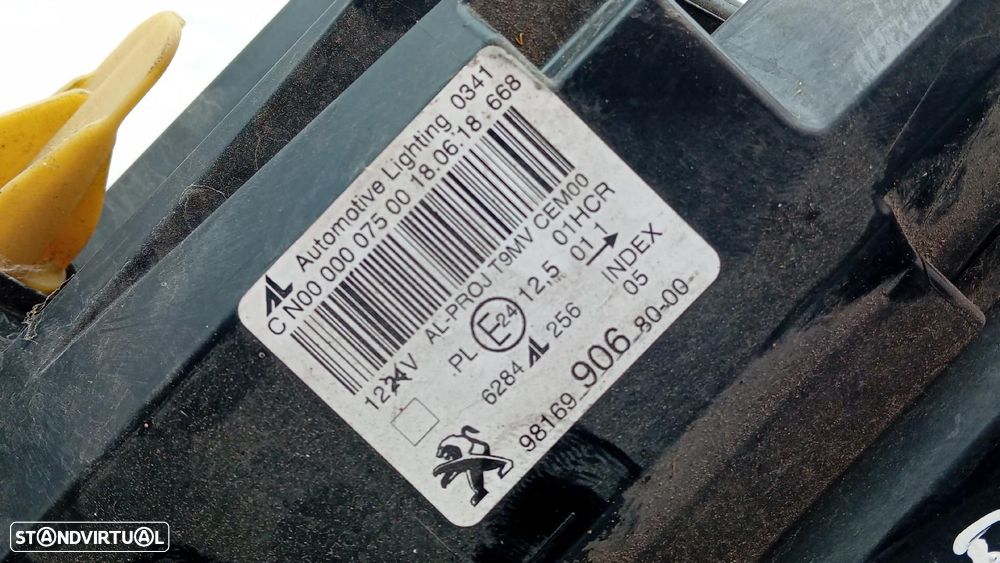 AL Automotive Lighting 0341
C N00 000 075 00 18.06.18 668
1224V AL-PROJ T9MV CEM00
PL E24 12.5 01HCR
01 1
6284 AL 256 INDEX
05
98169 906 80-00
STANDVIRTUAL